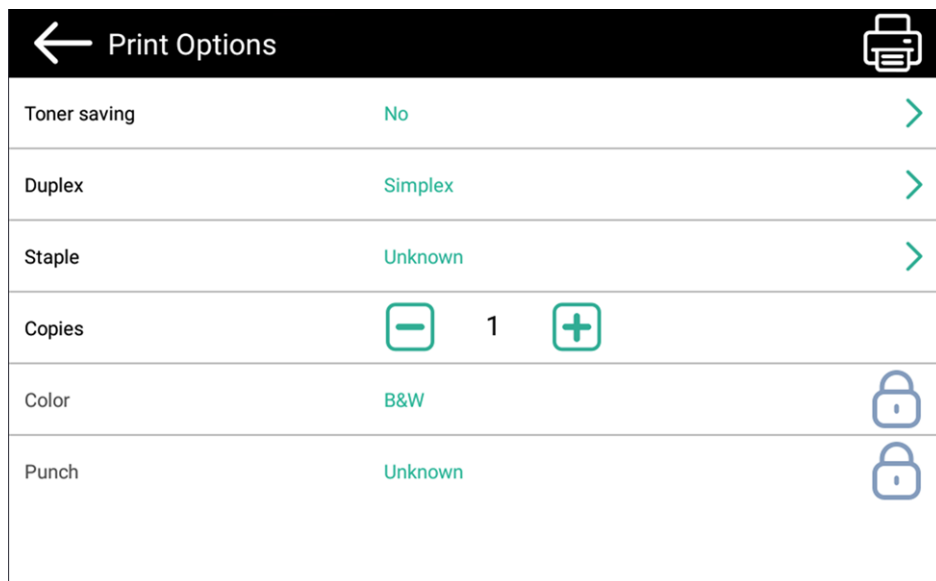 Print Options
Toner saving No
Duplex Simplex
Staple Unknown
Copies 1
Color B&W
Punch Unknown